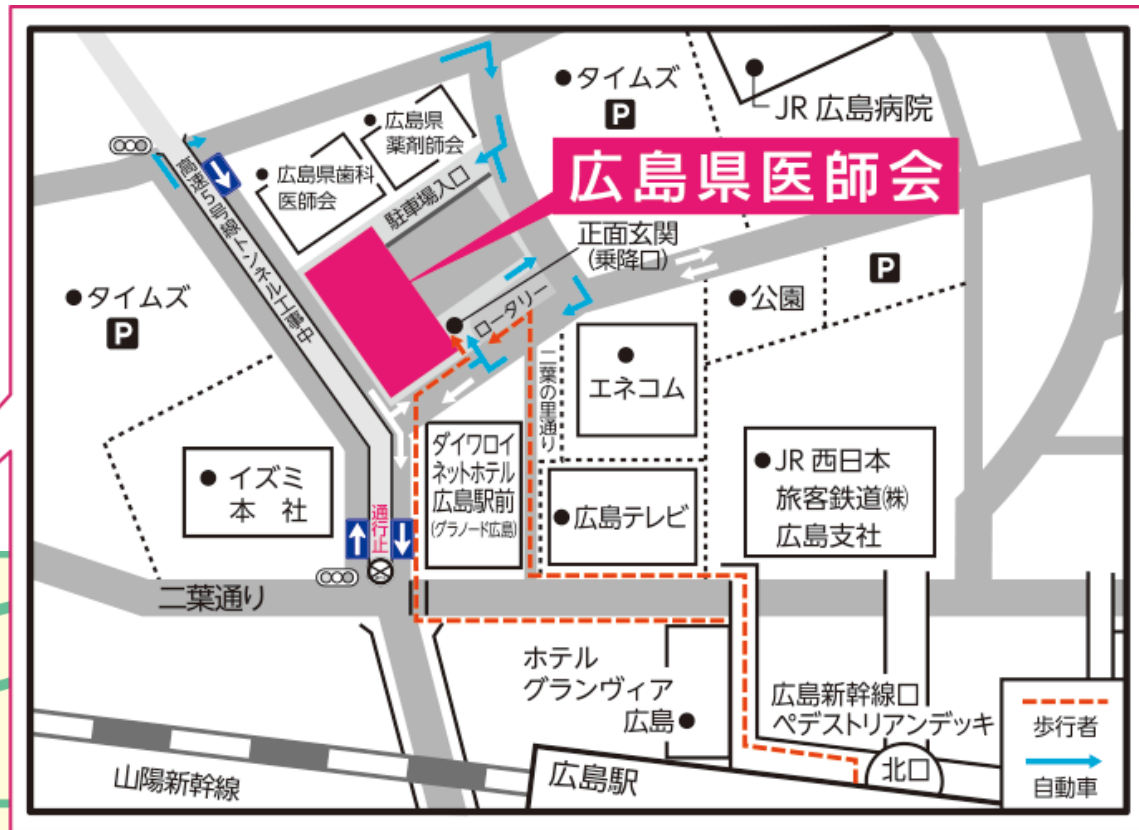 タイムズ
P
JR 広島病院
広島県
薬剤師会
広島県歯科
医師会
広島県医師会
駐車場入口
高速5号線トンネル工事中
正面玄関
(乗降口)
P
ロータリー
公園
タイムズ
P
二葉の里通り
エネコム
イズミ
本 社
ダイワロイ
ネットホテル
広島駅前
(グラノード広島)
広島テレビ
JR 西日本
旅客鉄道㈱
広島支社
通行止
二葉通り
ホテル
グランヴィア
広島
広島新幹線口
ペデストリアンデッキ
北口
広島駅
山陽新幹線
歩行者
自動車